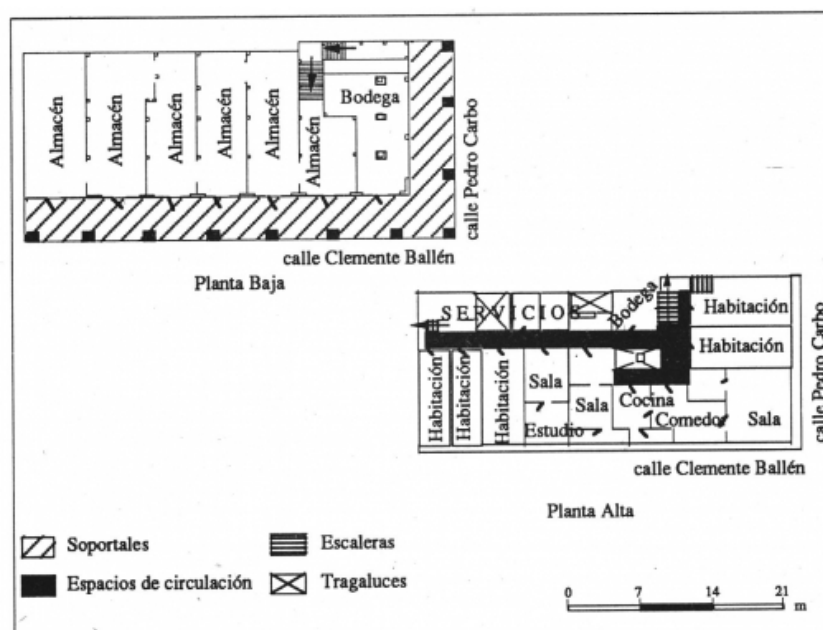 Almacén
Almacén
Almacén
Almacén
Almacén
Almacén
Bodega
calle Pedro Carbo
calle Clemente Ballén
Planta Baja
SERVICIOS
Bodega
Habitación
Habitación
Habitación
Habitación
Habitación
Sala
Sala
Estudio
Cocina
Comedor
Sala
calle Pedro Carbo
calle Clemente Ballén
Planta Alta
Soportales
Escaleras
Espacios de circulación
Tragaluces
0 7 14 21 m